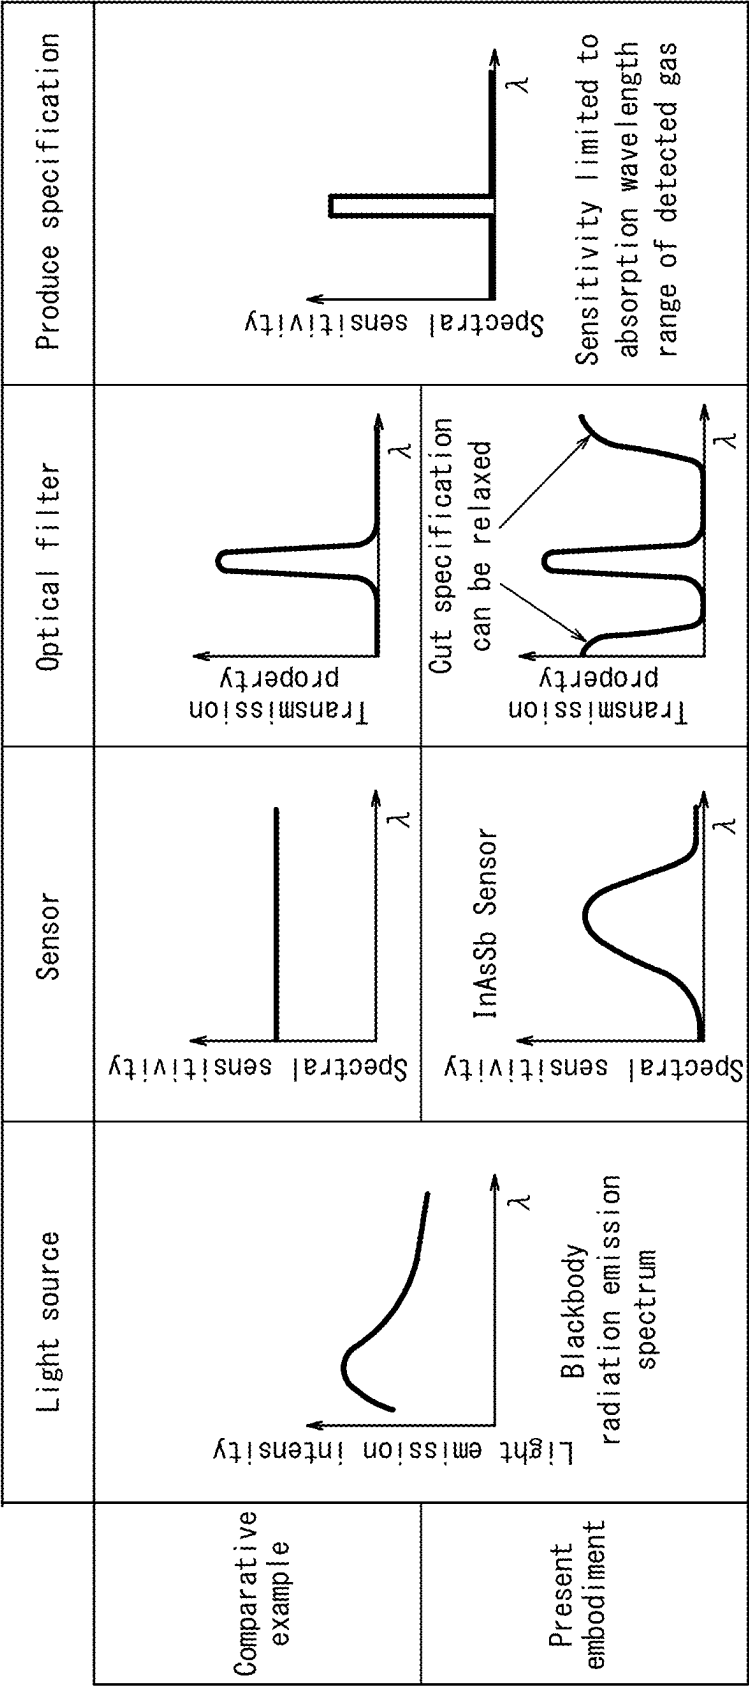 Light source
Sensor
Optical filter
Produce specification
Comparative
example
Present
embodiment
Light emission intensity
λ
Blackbody
radiation emission
spectrum
Spectral sensitivity
λ
Transmission
property
λ
Spectral sensitivity
λ
Sensitivity limited to
absorption wavelength
range of detected gas
InAsSb Sensor
Spectral sensitivity
λ
Cut specification
can be relaxed
Transmission
property
λ